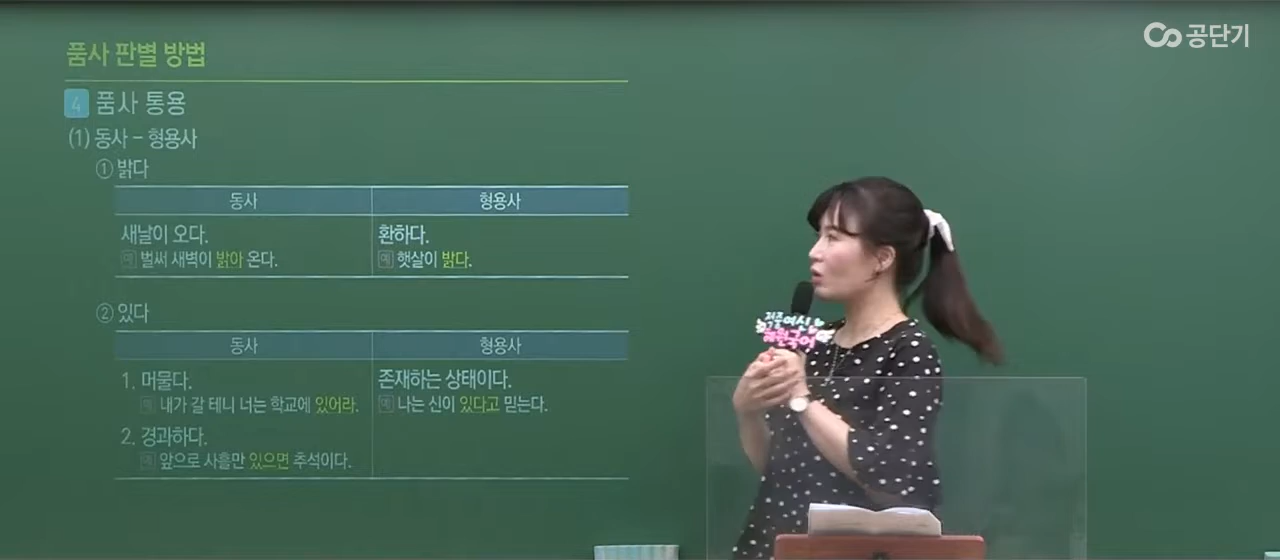 공단기
품사 판별 방법
4 품사 통용
(1) 동사 – 형용사
① 밝다
동사 형용사
새날이 오다. 환하다.
예 벌써 새벽이 밝아 온다. 예 햇살이 밝다.
② 있다
동사 형용사
1. 머물다. 존재하는 상태이다.
예 내가 갈 테니 너는 학교에 있어라. 예 나는 신이 있다고 믿는다.
2. 경과하다.
예 앞으로 사흘만 있으면 추석이다.
여신
혜원국어